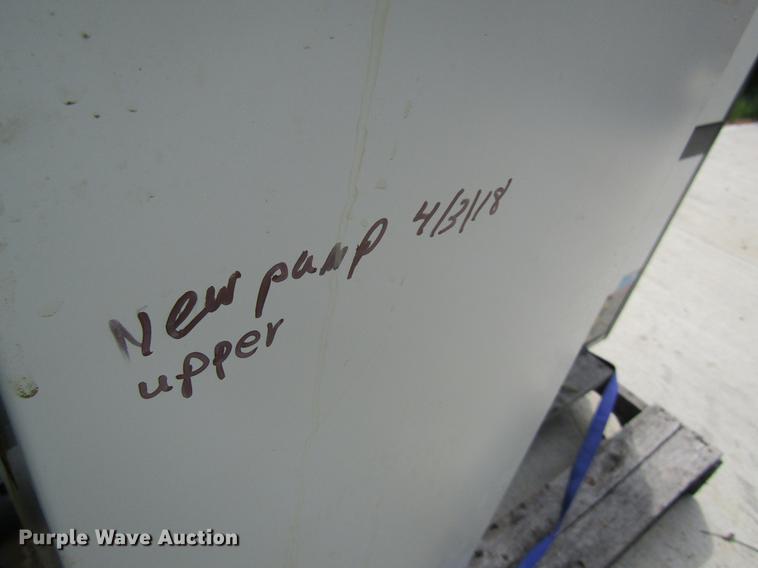 New pump 4/3/18
upper
Purple Wave Auction